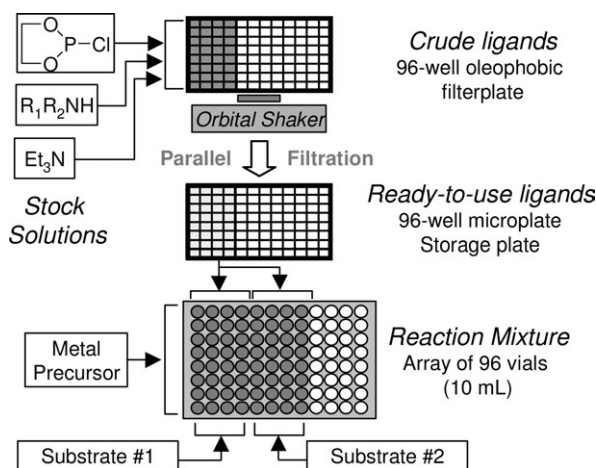 O
O
P-Cl
R₁R₂NH
Et₃N
Stock
Solutions
Orbital Shaker
Parallel Filtration
Crude ligands
96-well oleophobic
filterplate
Ready-to-use ligands
96-well microplate
Storage plate
Metal
Precursor
Reaction Mixture
Array of 96 vials
(10 mL)
Substrate #1
Substrate #2